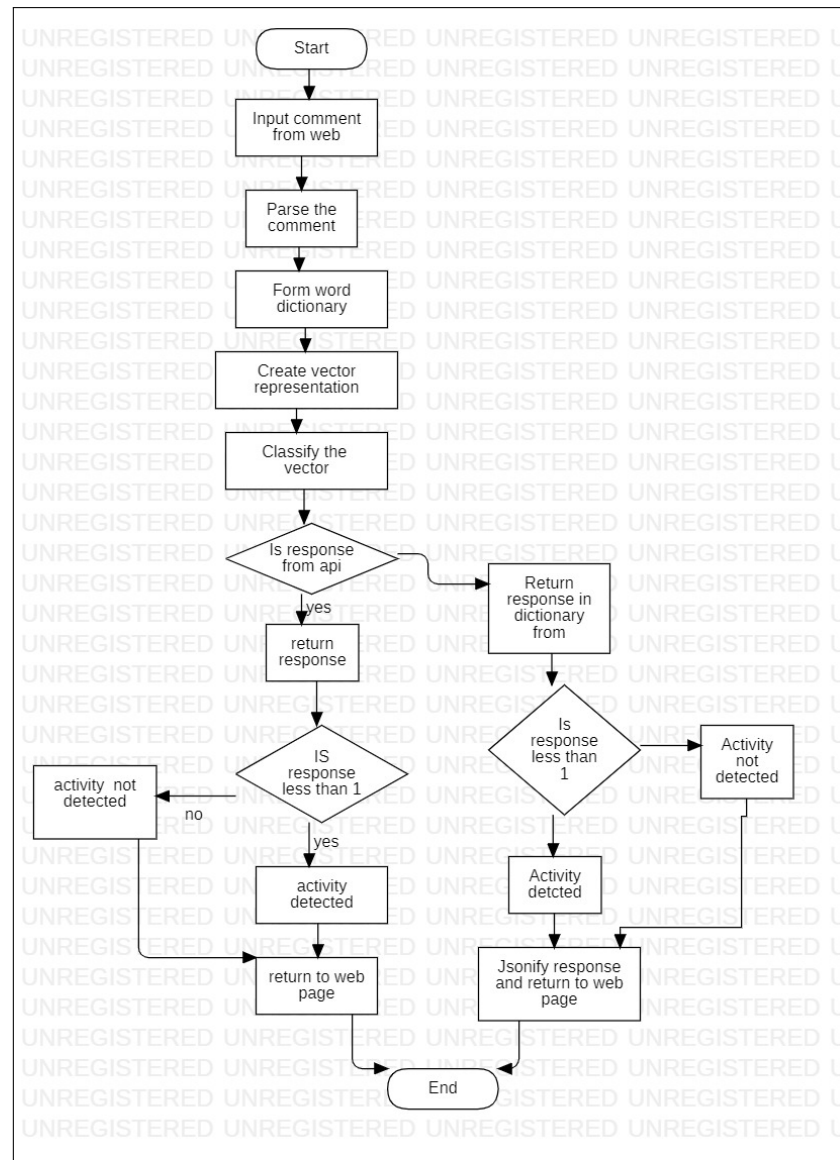 Start
Input comment
from web
Parse the
comment
Form word
dictionary
Create vector
representation
Classify the
vector
Is response
from api
yes
return
response
Return
response in
dictionary
from
IS
response
less than 1
no
yes
activity not
detected
activity
detected
return to web
page
Is
response
less than
1
Activity
not
detected
Activity
detcted
Jsonify response
and return to web
page
End
UNREGISTERED